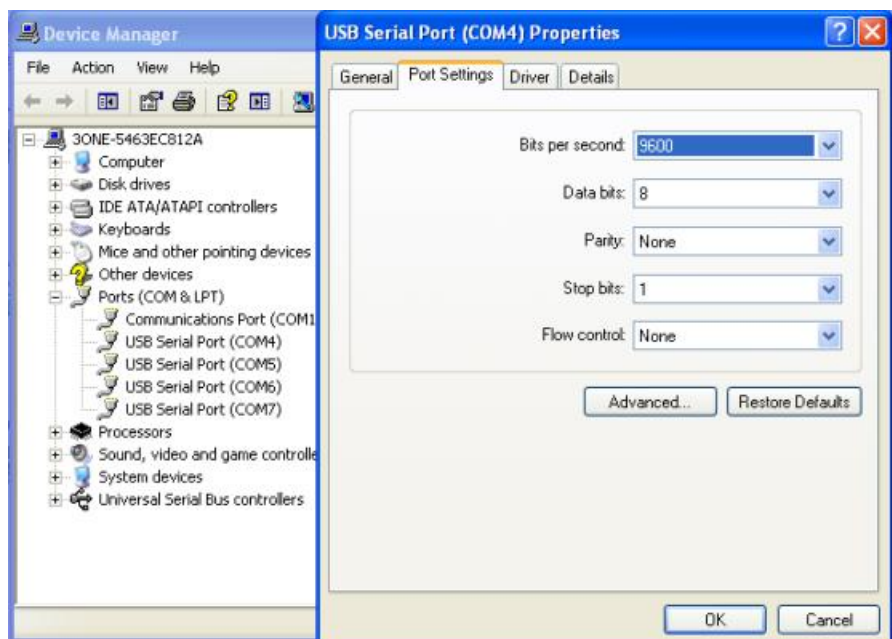 Device Manager
File Action View Help
3ONE-5463EC812A
Computer
Disk drives
IDE ATA/ATAPI controllers
Keyboards
Mice and other pointing devices
Other devices
Ports (COM & LPT)
Communications Port (COM1
USB Serial Port (COM4)
USB Serial Port (COM5)
USB Serial Port (COM6)
USB Serial Port (COM7)
Processors
Sound, video and game controlle
System devices
Universal Serial Bus controllers
USB Serial Port (COM4) Properties
General Port Settings Driver Details
Bits per second: 9600
Data bits: 8
Parity: None
Stop bits: 1
Flow control: None
Advanced... Restore Defaults
OK Cancel